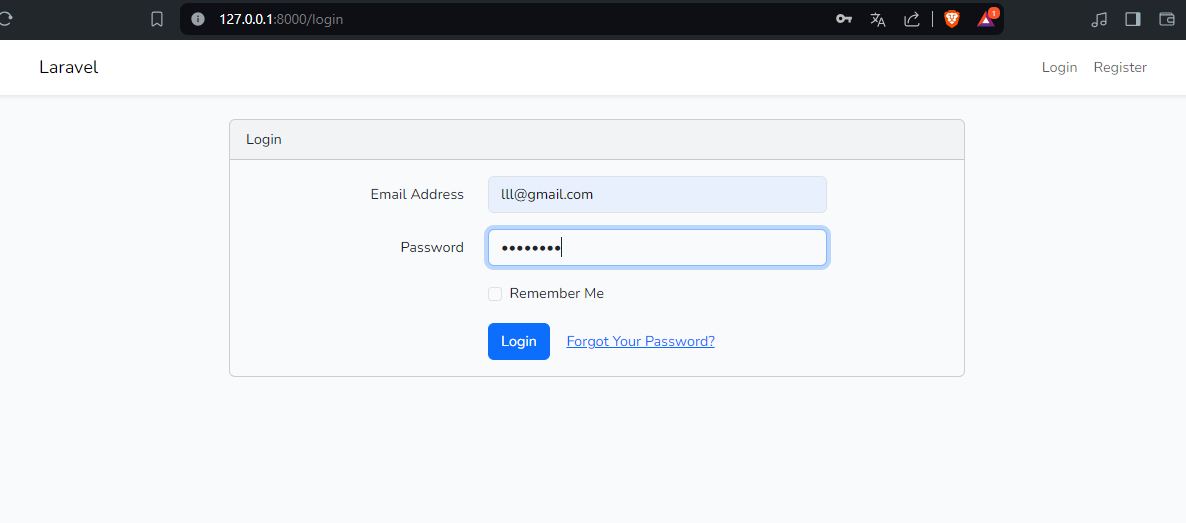 127.0.0.1:8000/login
1
Laravel
Login Register
Login
Email Address lll@gmail.com
Password ••••••••
Remember Me
Login Forgot Your Password?